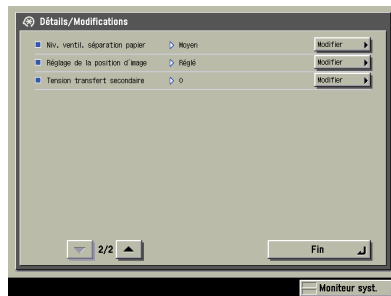 Détails/Modifications
Niv. ventil. séparation papier Moyen Modifier
Réglage de la position d'image Réglé Modifier
Tension transfert secondaire 0 Modifier
2/2 Fin
Moniteur syst.